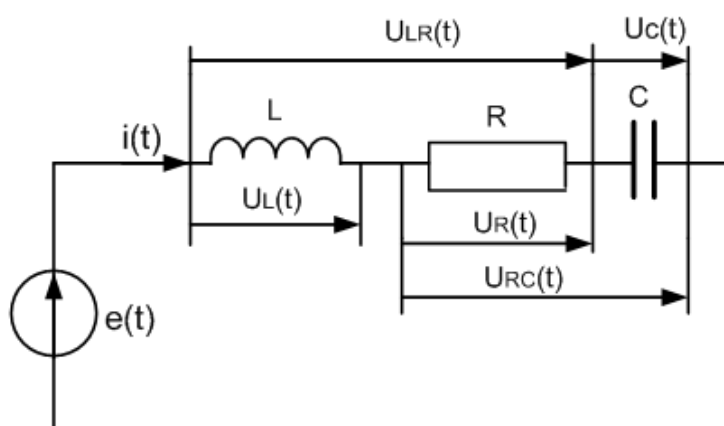 ULR(t) UC(t)
L R C
i(t)
UL(t) UR(t)
URC(t)
e(t)